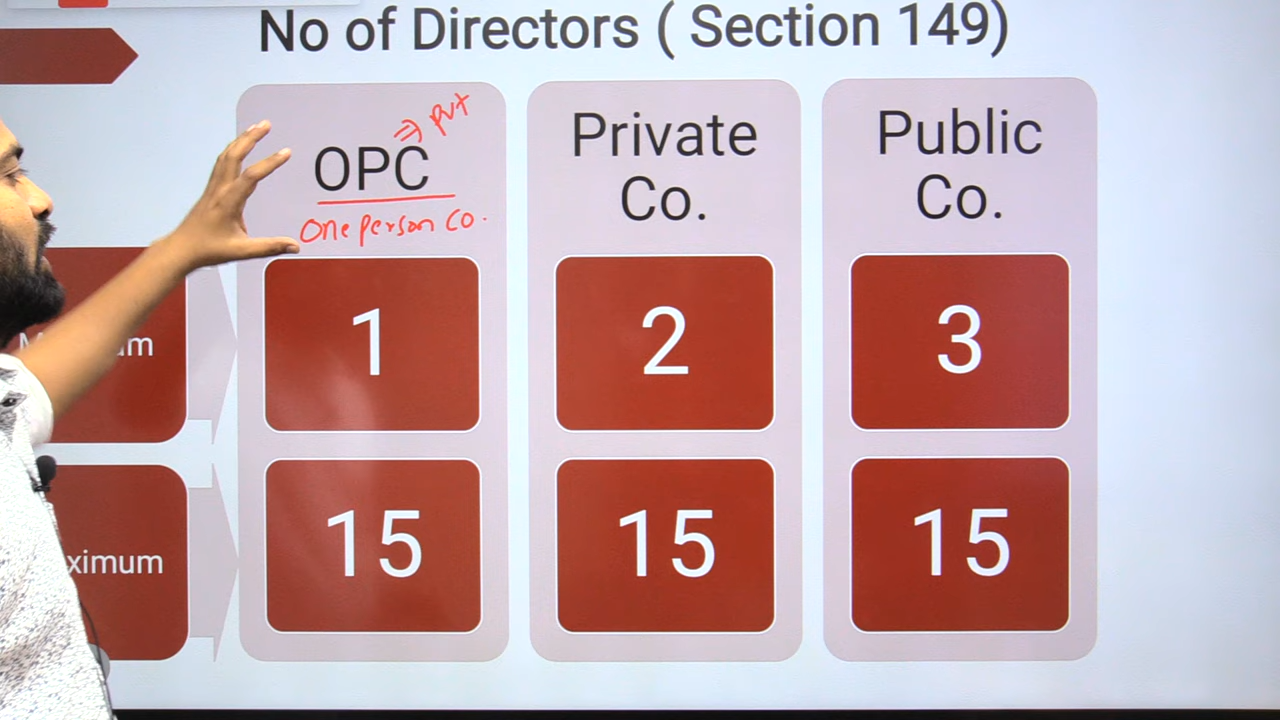 No of Directors ( Section 149)
OPC
⇒ Pvt
One person Co.
Private
Co.
Public
Co.
1
2
3
15
15
15